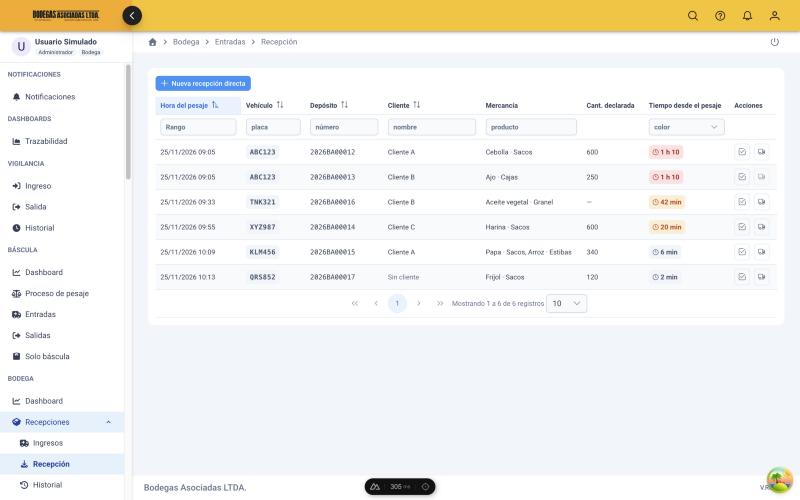 BODEGAS ASOCIADAS LTDA.
U
Usuario Simulado
Administrador Bodega
NOTIFICACIONES
Notificaciones
DASHBOARDS
Trazabilidad
VIGILANCIA
Ingreso
Salida
Historial
BÁSCULA
Dashboard
Proceso de pesaje
Entradas
Salidas
Solo báscula
BODEGA
Dashboard
Recepciones
Ingresos
Recepción
Historial
Bodega > Entradas > Recepción
+ Nueva recepción directa
Hora del pesaje Vehículo Depósito Cliente Mercancía Cant. declarada Tiempo desde el pesaje Acciones
Rango placa número nombre producto color
25/11/2026 09:05 ABC123 2026BA00012 Cliente A Cebolla · Sacos 600 1 h 10
25/11/2026 09:05 ABC123 2026BA00013 Cliente B Ajo · Cajas 250 1 h 10
25/11/2026 09:33 TNK321 2026BA00016 Cliente B Aceite vegetal · Granel — 42 min
25/11/2026 09:55 XYZ987 2026BA00014 Cliente C Harina · Sacos 600 20 min
25/11/2026 10:09 KLM456 2026BA00015 Cliente A Papa · Sacos, Arroz · Estibas 340 6 min
25/11/2026 10:13 QRS852 2026BA00017 Sin cliente Frijol · Sacos 120 2 min
« ‹ 1 › » Mostrando 1 a 6 de 6 registros 10
Bodegas Asociadas LTDA.
305 ms